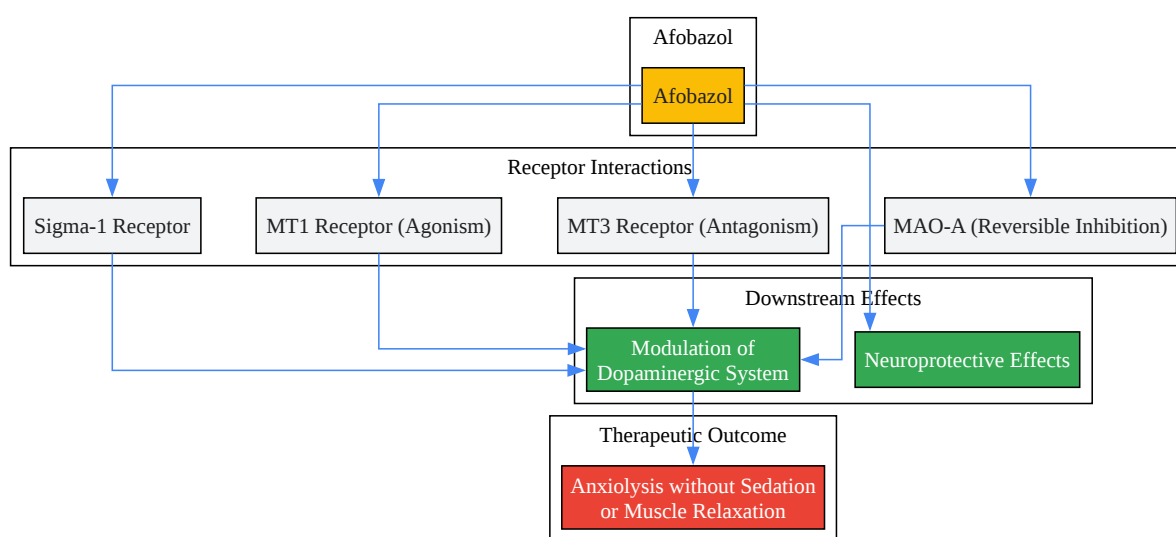 Afobazol
Afobazol
Receptor Interactions
Sigma-1 Receptor
MT1 Receptor (Agonism)
MT3 Receptor (Antagonism)
MAO-A (Reversible Inhibition)
Downstream Effects
Modulation of
Dopaminergic System
Neuroprotective Effects
Therapeutic Outcome
Anxiolysis without Sedation
or Muscle Relaxation